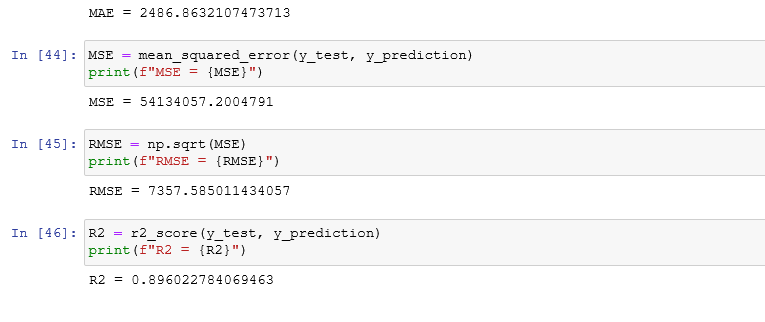 MAE = 2486.8632107473713
In [44]: MSE = mean_squared_error(y_test, y_prediction)
print(f"MSE = {MSE}")
MSE = 54134057.2004791
In [45]: RMSE = np.sqrt(MSE)
print(f"RMSE = {RMSE}")
RMSE = 7357.585011434057
In [46]: R2 = r2_score(y_test, y_prediction)
print(f"R2 = {R2}")
R2 = 0.896022784069463